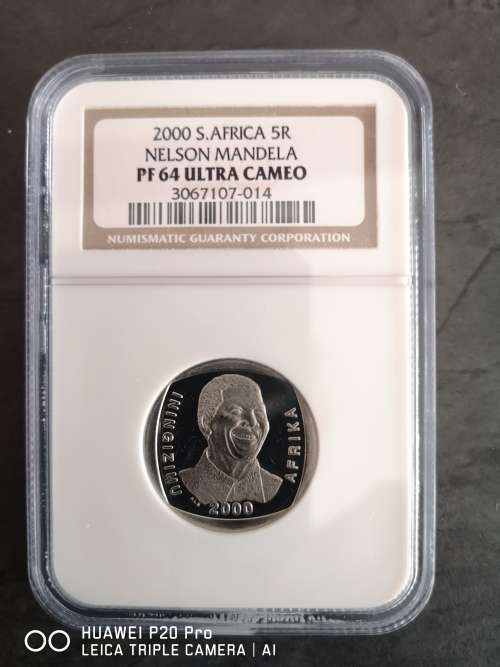 2000 S.AFRICA 5R
NELSON MANDELA
PF 64 ULTRA CAMEO
3067107-014
NUMISMATIC GUARANTY CORPORATION
ININGIZIMU
AFRIKA
2000
HUAWEI P20 Pro
LEICA TRIPLE CAMERA | AI